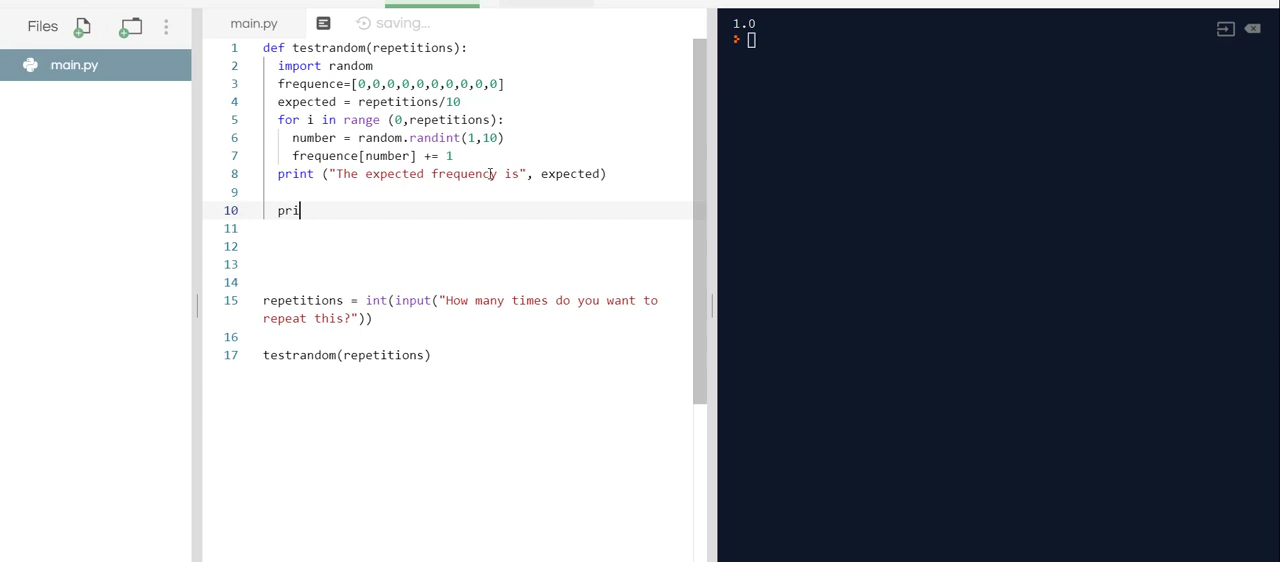 Files
main.py
saving...
main.py
1 def testrandom(repetitions):
2 import random
3 frequence=[0,0,0,0,0,0,0,0,0,0]
4 expected = repetitions/10
5 for i in range (0,repetitions):
6 number = random.randint(1,10)
7 frequence[number] += 1
8 print ("The expected frequency is", expected)
9
10 pri
11
12
13
14
15 repetitions = int(input("How many times do you want to
repeat this?"))
16
17 testrandom(repetitions)
1.0